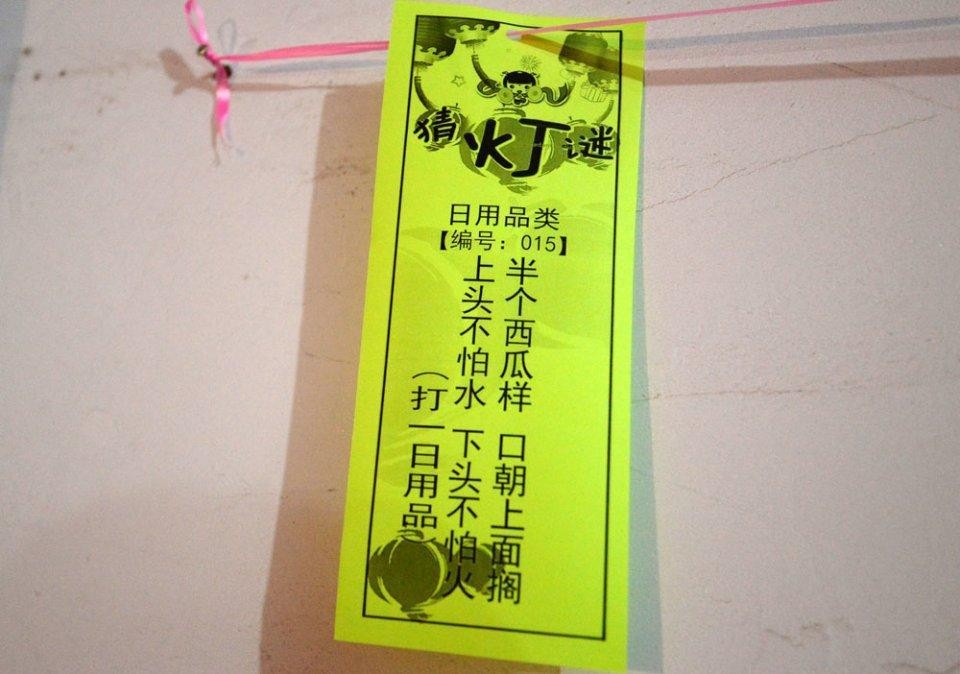 猜灯谜
日用品类
【编号：015】
半个西瓜样 口朝上面搁
上头不怕水 下头不怕火
（打一日用品）